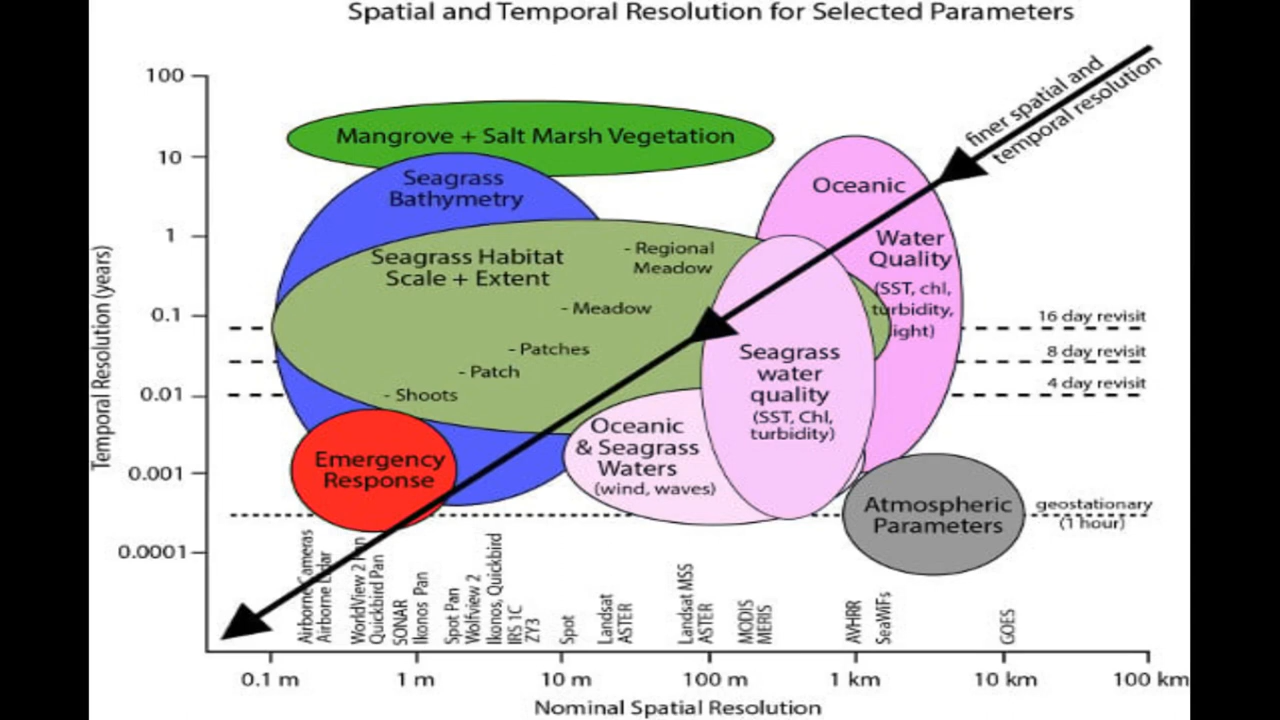 Spatial and Temporal Resolution for Selected Parameters
finer spatial and
temporal resolution
Temporal Resolution (years)
100
10
1
0.1
0.01
0.001
0.0001
Mangrove + Salt Marsh Vegetation
Seagrass
Bathymetry
Seagrass Habitat
Scale + Extent
- Regional
Meadow
- Meadow
- Patches
- Patch
- Shoots
Oceanic
Water
Quality
(SST, chl,
turbidity,
light)
Seagrass
water
quality
(SST, Chl,
turbidity)
Oceanic
& Seagrass
Waters
(wind, waves)
Emergency
Response
Atmospheric
Parameters
16 day revisit
8 day revisit
4 day revisit
geostationary
(1 hour)
Airborne Cameras
Airborne Lidar
WorldView 2 Pan
Quickbird Pan
SONAR
Ikonos Pan
Spot Pan
Wolfview 2
Ikonos, Quickbird
IRS 1C
ZY3
Spot
Landsat
ASTER
Landsat MSS
ASTER
MODIS
MERIS
AVHRR
SeaWiFs
GOES
0.1 m
1 m
10 m
100 m
1 km
10 km
100 km
Nominal Spatial Resolution